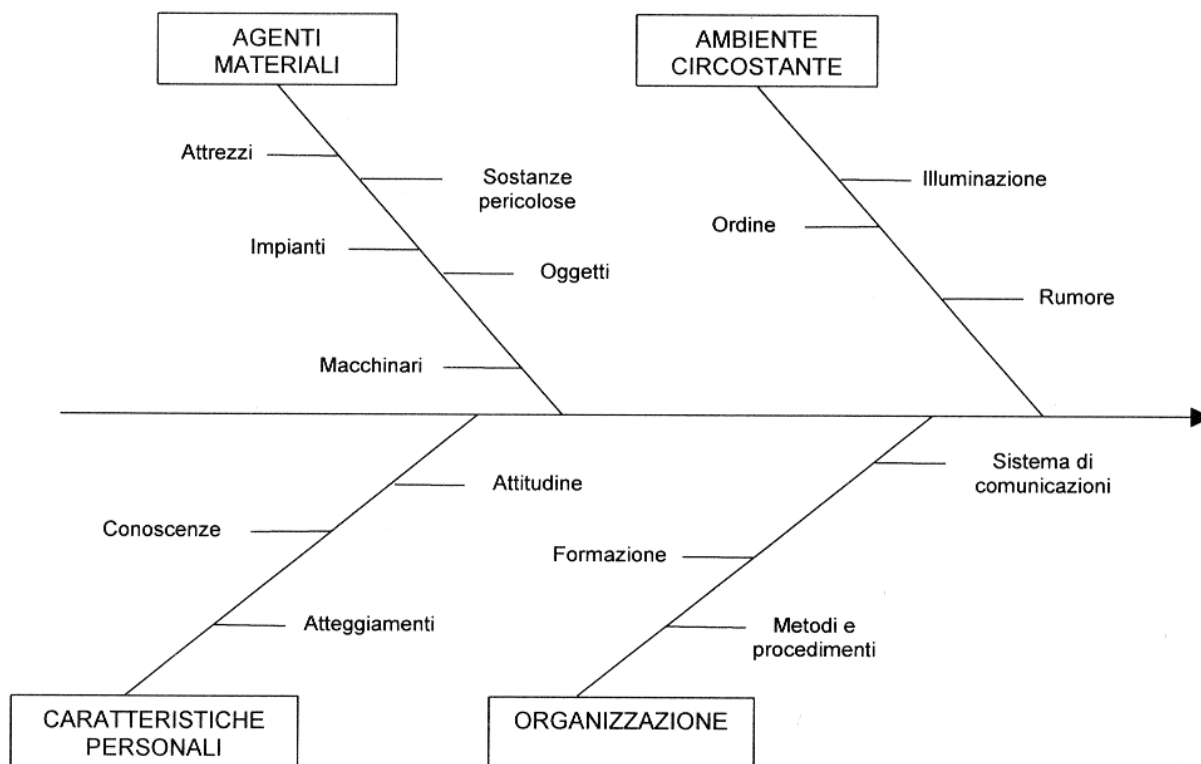 AGENTI
MATERIALI
AMBIENTE
CIRCOSTANTE
Attrezzi
Sostanze
pericolose
Impianti
Oggetti
Macchinari
Illuminazione
Ordine
Rumore
Attitudine
Conoscenze
Atteggiamenti
Sistema di
comunicazioni
Formazione
Metodi e
procedimenti
CARATTERISTICHE
PERSONALI
ORGANIZZAZIONE